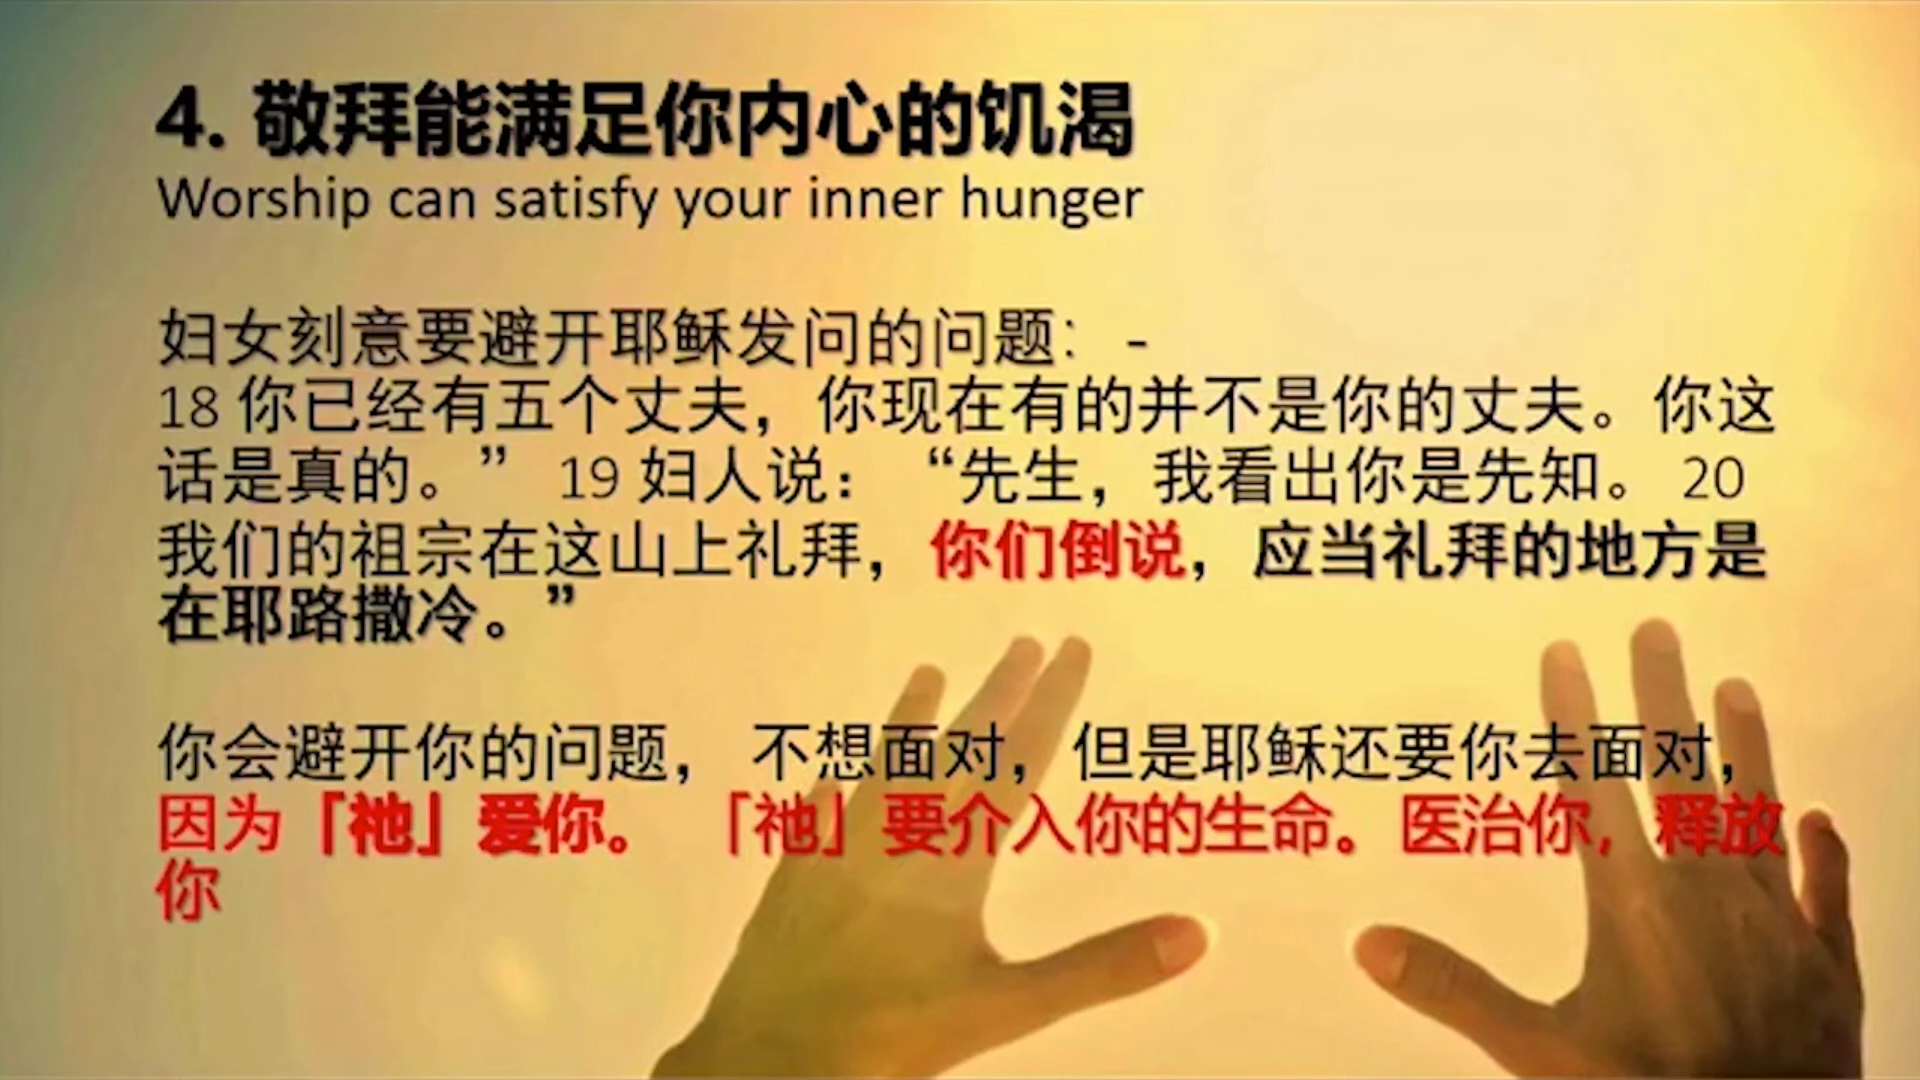 4. 敬拜能满足你内心的饥渴
Worship can satisfy your inner hunger
妇女刻意要避开耶稣发问的问题： -
18 你已经有五个丈夫，你现在有的并不是你的丈夫。你这
话是真的。” 19 妇人说：“先生，我看出你是先知。 20
我们的祖宗在这山上礼拜，你们倒说，应当礼拜的地方是
在耶路撒冷。”
你会避开你的问题， 不想面对，但是耶稣还要你去面对，
因为「祂」爱你。 「祂」要介入你的生命。医治你，释放
你